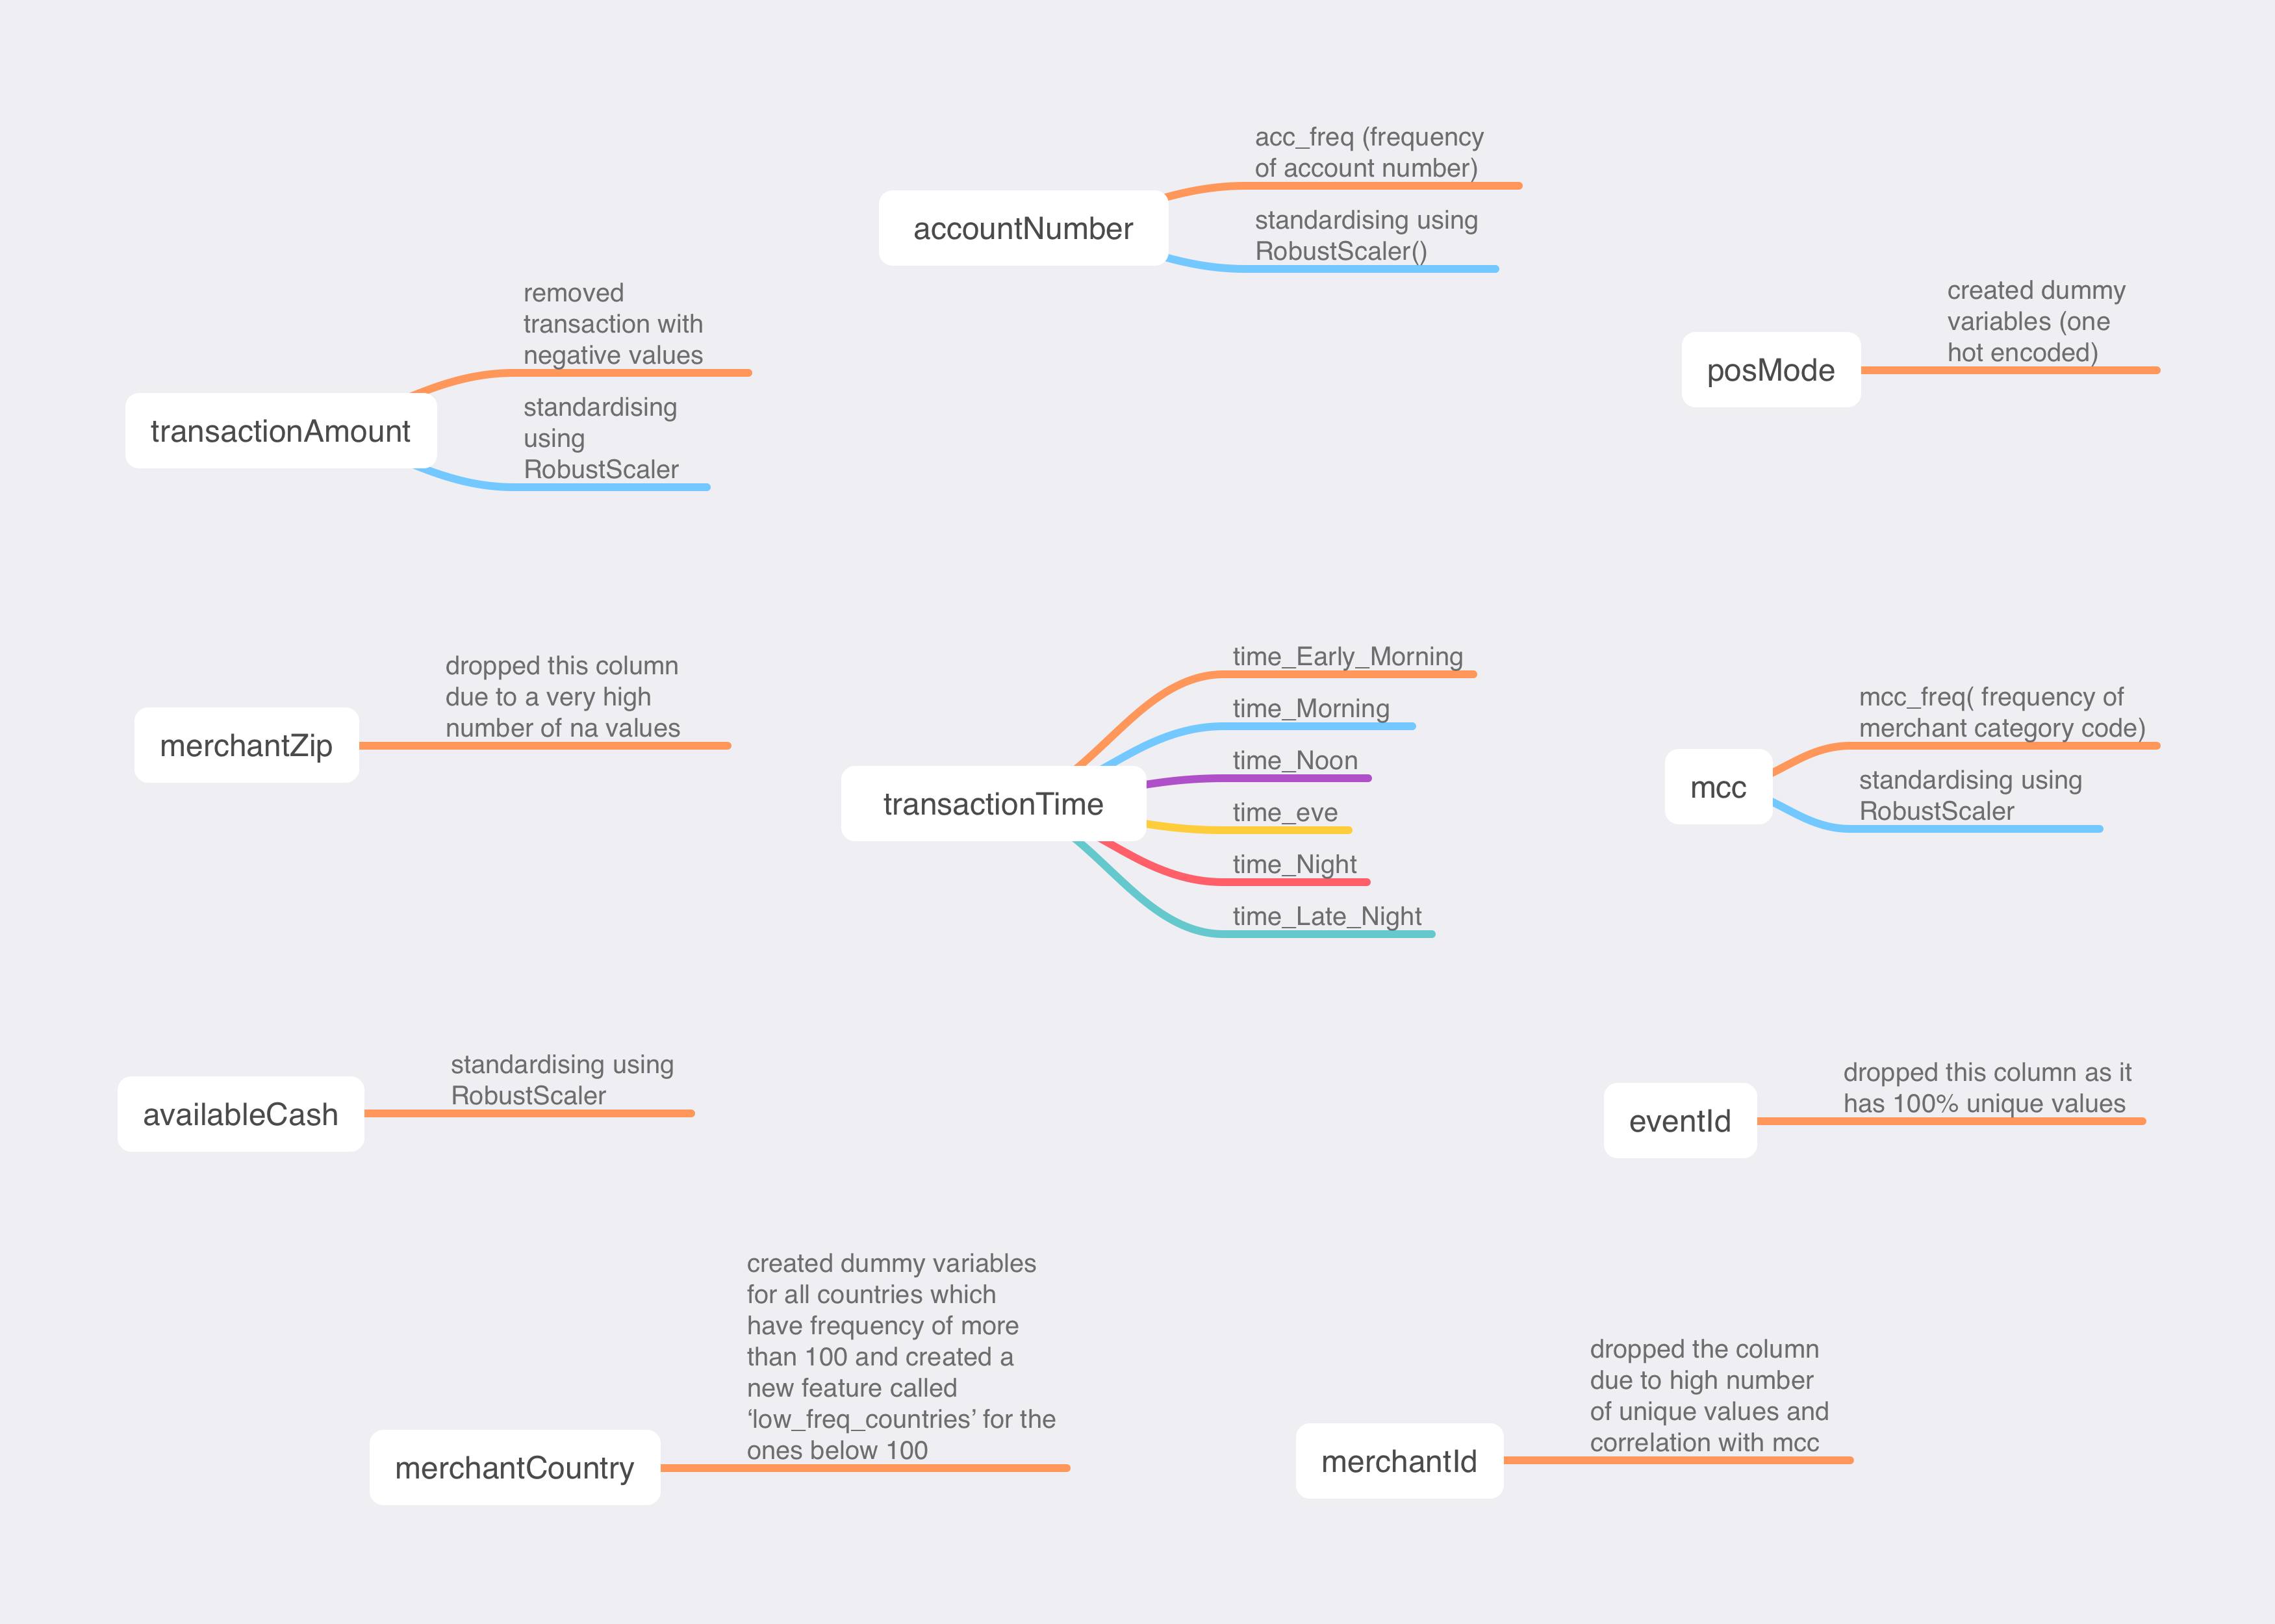 acc_freq (frequency
of account number)
accountNumber
standardising using
RobustScaler()
removed
transaction with
negative values
transactionAmount
standardising
using
RobustScaler
created dummy
variables (one
hot encoded)
posMode
dropped this column
due to a very high
number of na values
merchantZip
time_Early_Morning
time_Morning
time_Noon
transactionTime
time_eve
time_Night
time_Late_Night
mcc_freq( frequency of
merchant category code)
mcc
standardising using
RobustScaler
standardising using
RobustScaler
availableCash
dropped this column as it
has 100% unique values
eventId
created dummy variables
for all countries which
have frequency of more
than 100 and created a
new feature called
‘low_freq_countries’ for the
ones below 100
merchantCountry
dropped the column
due to high number
of unique values and
correlation with mcc
merchantId